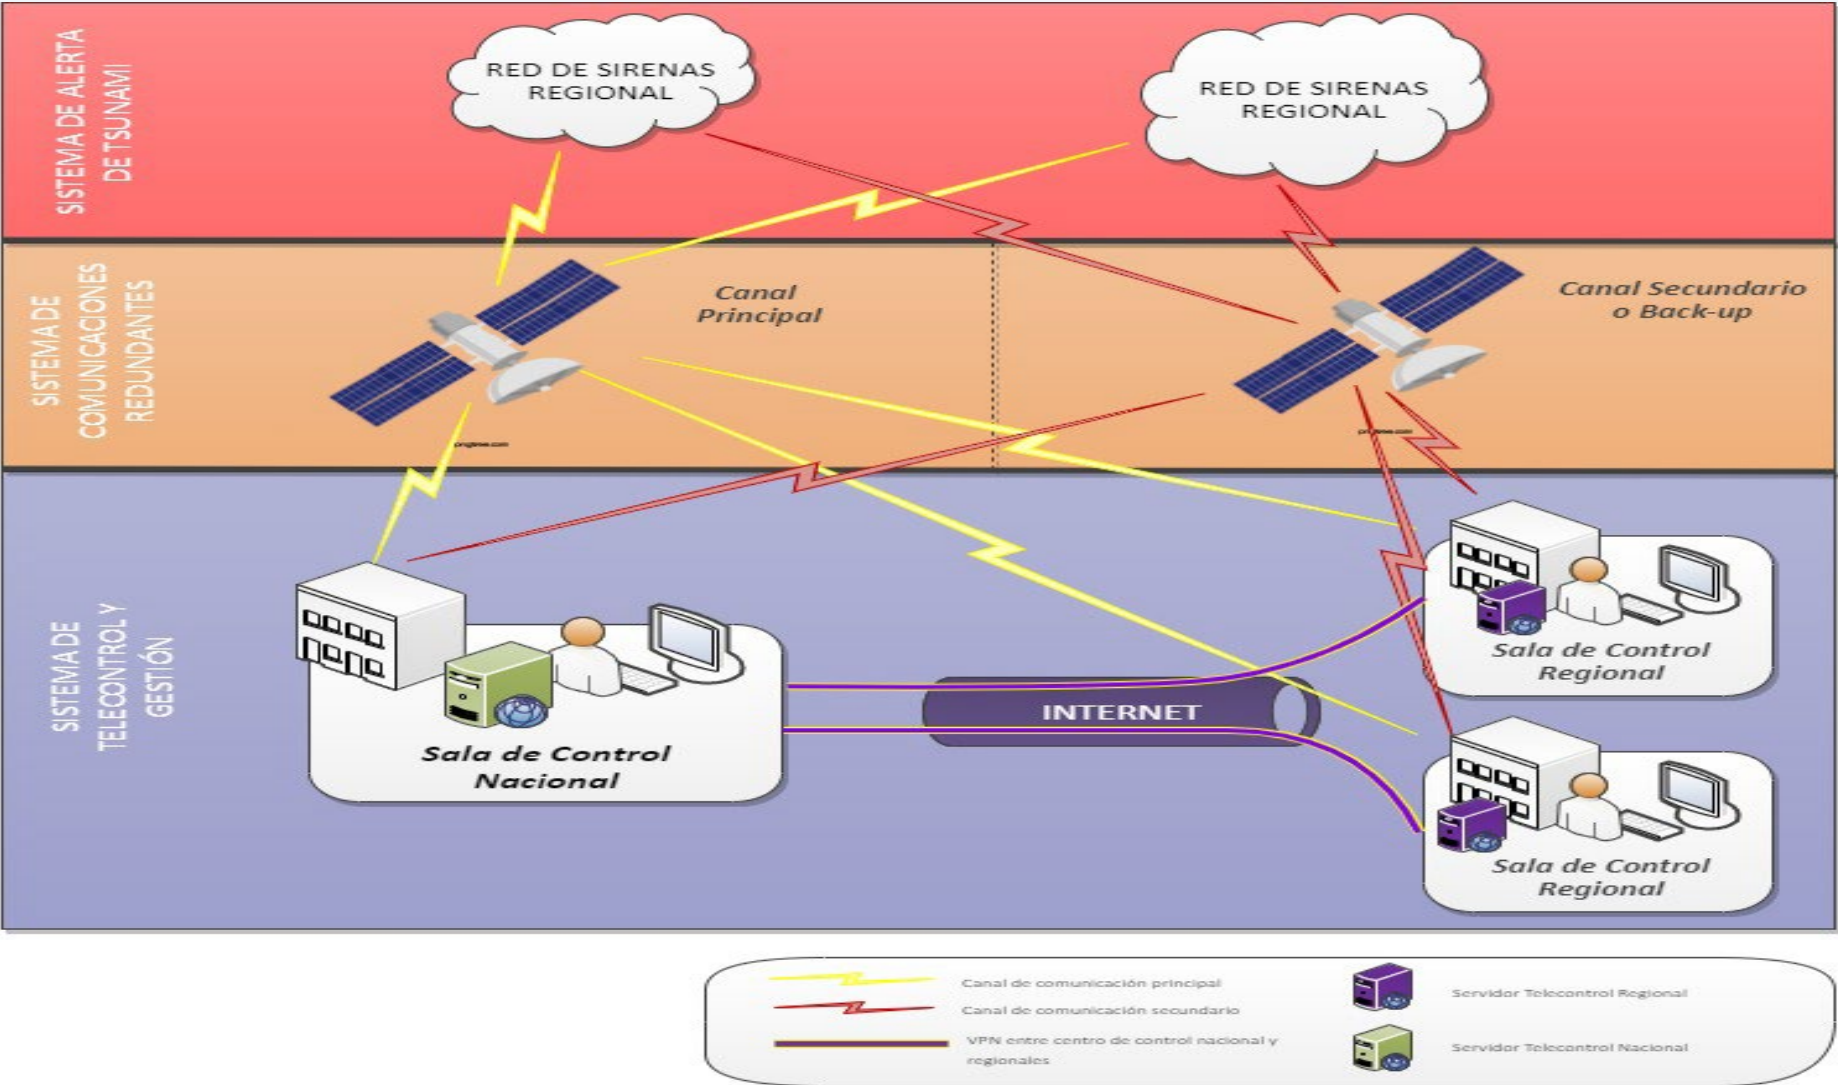 SISTEMA DE ALERTA
DE TSUNAMI
RED DE SIRENAS
REGIONAL
RED DE SIRENAS
REGIONAL
SISTEMA DE
COMUNICACIONES
REDUNDANTES
Canal
Principal
Canal Secundario
o Back-up
SISTEMA DE
TELECONTROL Y
GESTIÓN
Sala de Control
Nacional
INTERNET
Sala de Control
Regional
Sala de Control
Regional
Canal de comunicación principal
Canal de comunicación secundario
VPN entre centro de control nacional y
regionales
Servidor Telecontrol Regional
Servidor Telecontrol Nacional